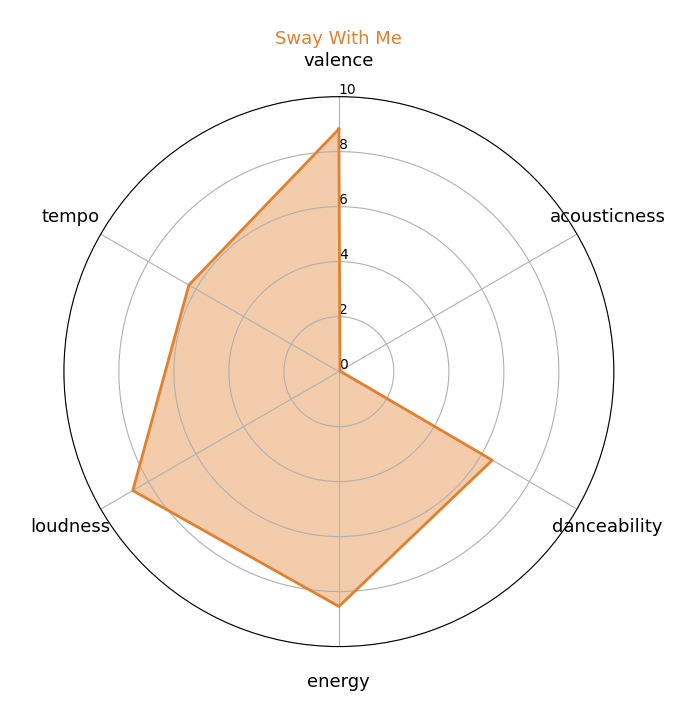 Sway With Me
valence
10
8
tempo
acousticness
6
4
2
0
loudness
danceability
energy